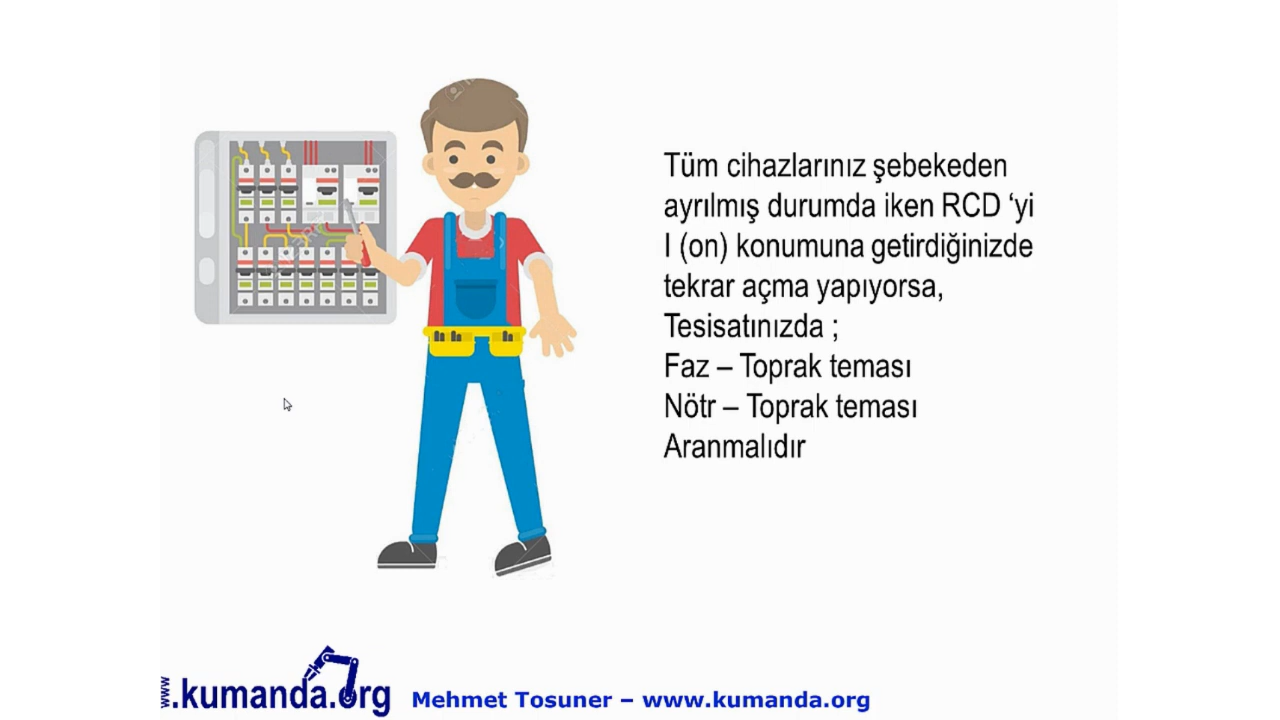 Tüm cihazlarınız şebekeden
ayrılmış durumda iken RCD ‘yi
I (on) konumuna getirdiğinizde
tekrar açma yapıyorsa,
Tesisatınızda ;
Faz – Toprak teması
Nötr – Toprak teması
Aranmalıdır
www.kumanda.org
Mehmet Tosuner – www.kumanda.org